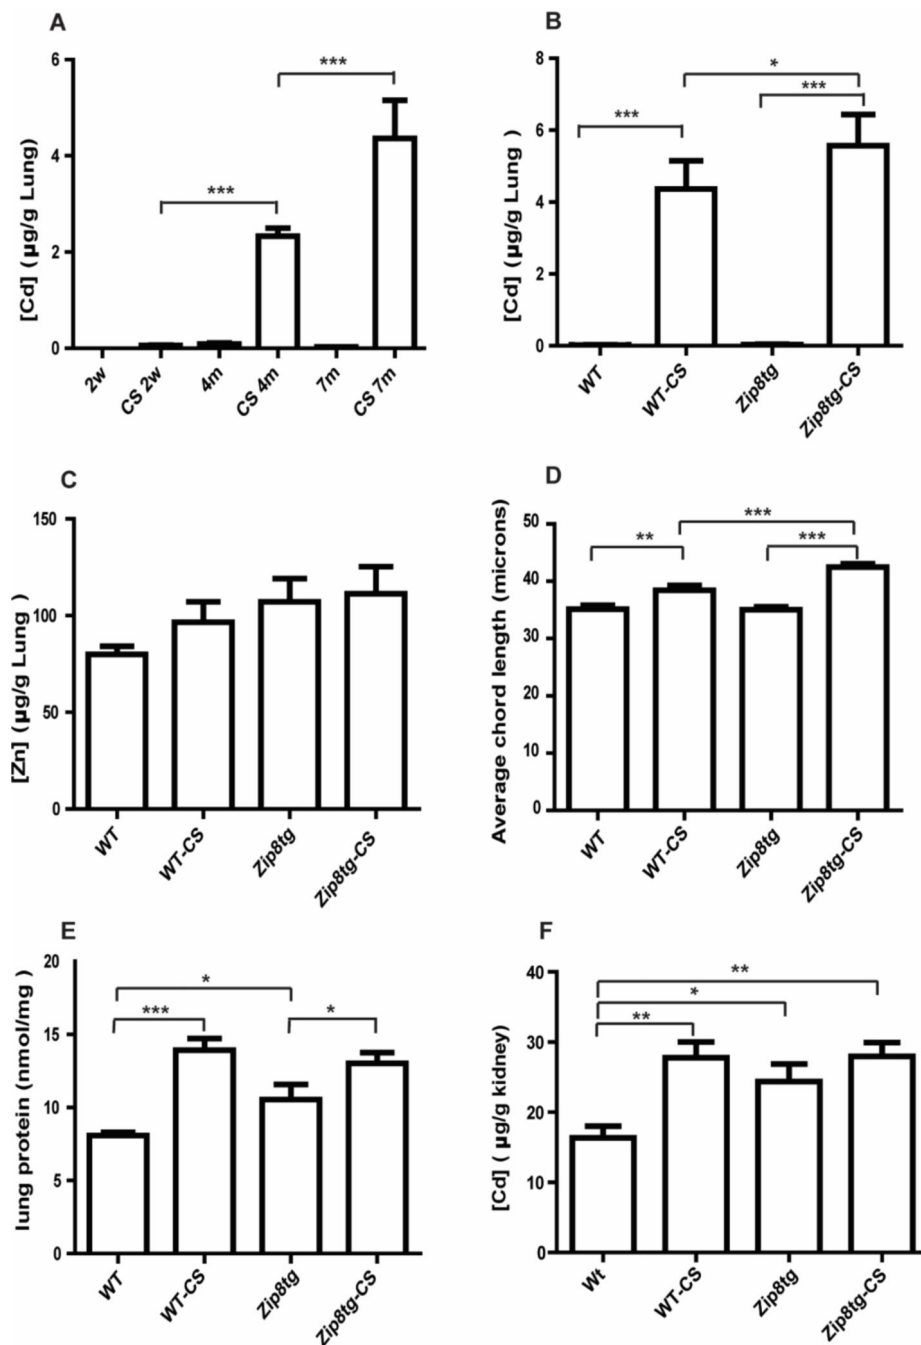 A
[Cd] (µg/g Lung)
6
4
2
0
***
***
2w
CS 2w
4m
CS 4m
7m
CS 7m
B
[Cd] (µg/g Lung )
8
6
4
2
0
***
*
***
WT
WT-CS
Zip8tg
Zip8tg-CS
C
[Zn] (µg/g Lung )
150
100
50
0
WT
WT-CS
Zip8tg
Zip8tg-CS
D
Average chord length (microns)
50
40
30
20
10
0
**
***
***
WT
WT-CS
Zip8tg
Zip8tg-CS
E
lung protein (nmol/mg )
20
15
10
5
0
*
***
*
WT
WT-CS
Zip8tg
Zip8tg-CS
F
[Cd] ( µg/g kidney)
40
30
20
10
0
**
*
**
Wt
WT-CS
Zip8tg
Zip8tg-CS